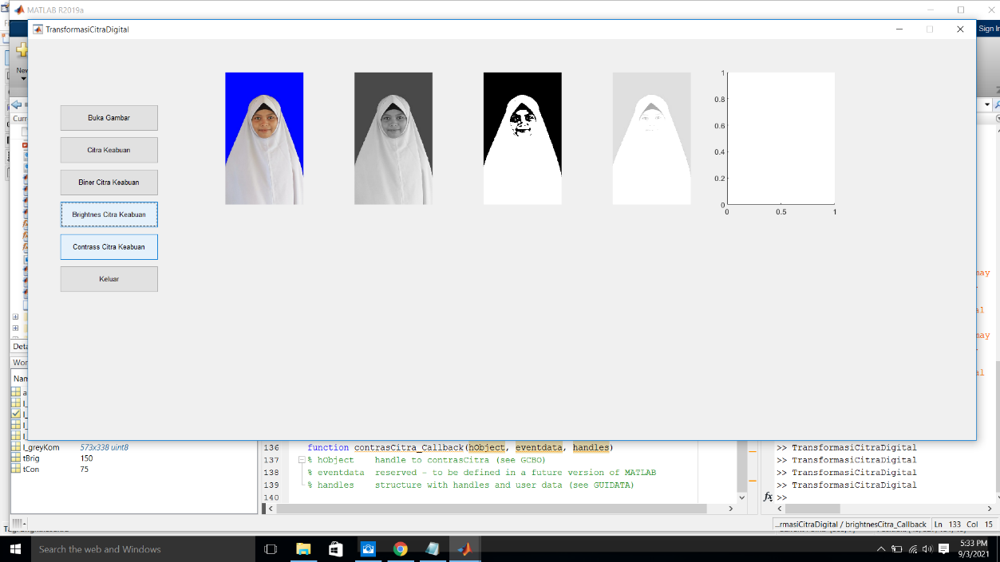 MATLAB R2019a
TransformasiCitraDigital
Sign In
New
Buka Gambar
Citra Keabuan
Biner Citra Keabuan
Brightnes Citra Keabuan
Contrass Citra Keabuan
Keluar
1
0.8
0.6
0.4
0.2
0
0 0.5 1
Curr
may
al
may
al
Deta
Wor
Nam
a
I_greyKom 573x338 uint8
tBrig 150
tCon 75
136 function contrasCitra_Callback(hObject, eventdata, handles)
137 % hObject handle to contrasCitra (see GCBO)
138 % eventdata reserved - to be defined in a future version of MATLAB
139 % handles structure with handles and user data (see GUIDATA)
140
>> TransformasiCitraDigital
>> TransformasiCitraDigital
>> TransformasiCitraDigital
>> TransformasiCitraDigital
fx >>
...rmasiCitraDigital / brightnesCitra_Callback Ln 133 Col 15
Search the web and Windows
5:33 PM
9/3/2021